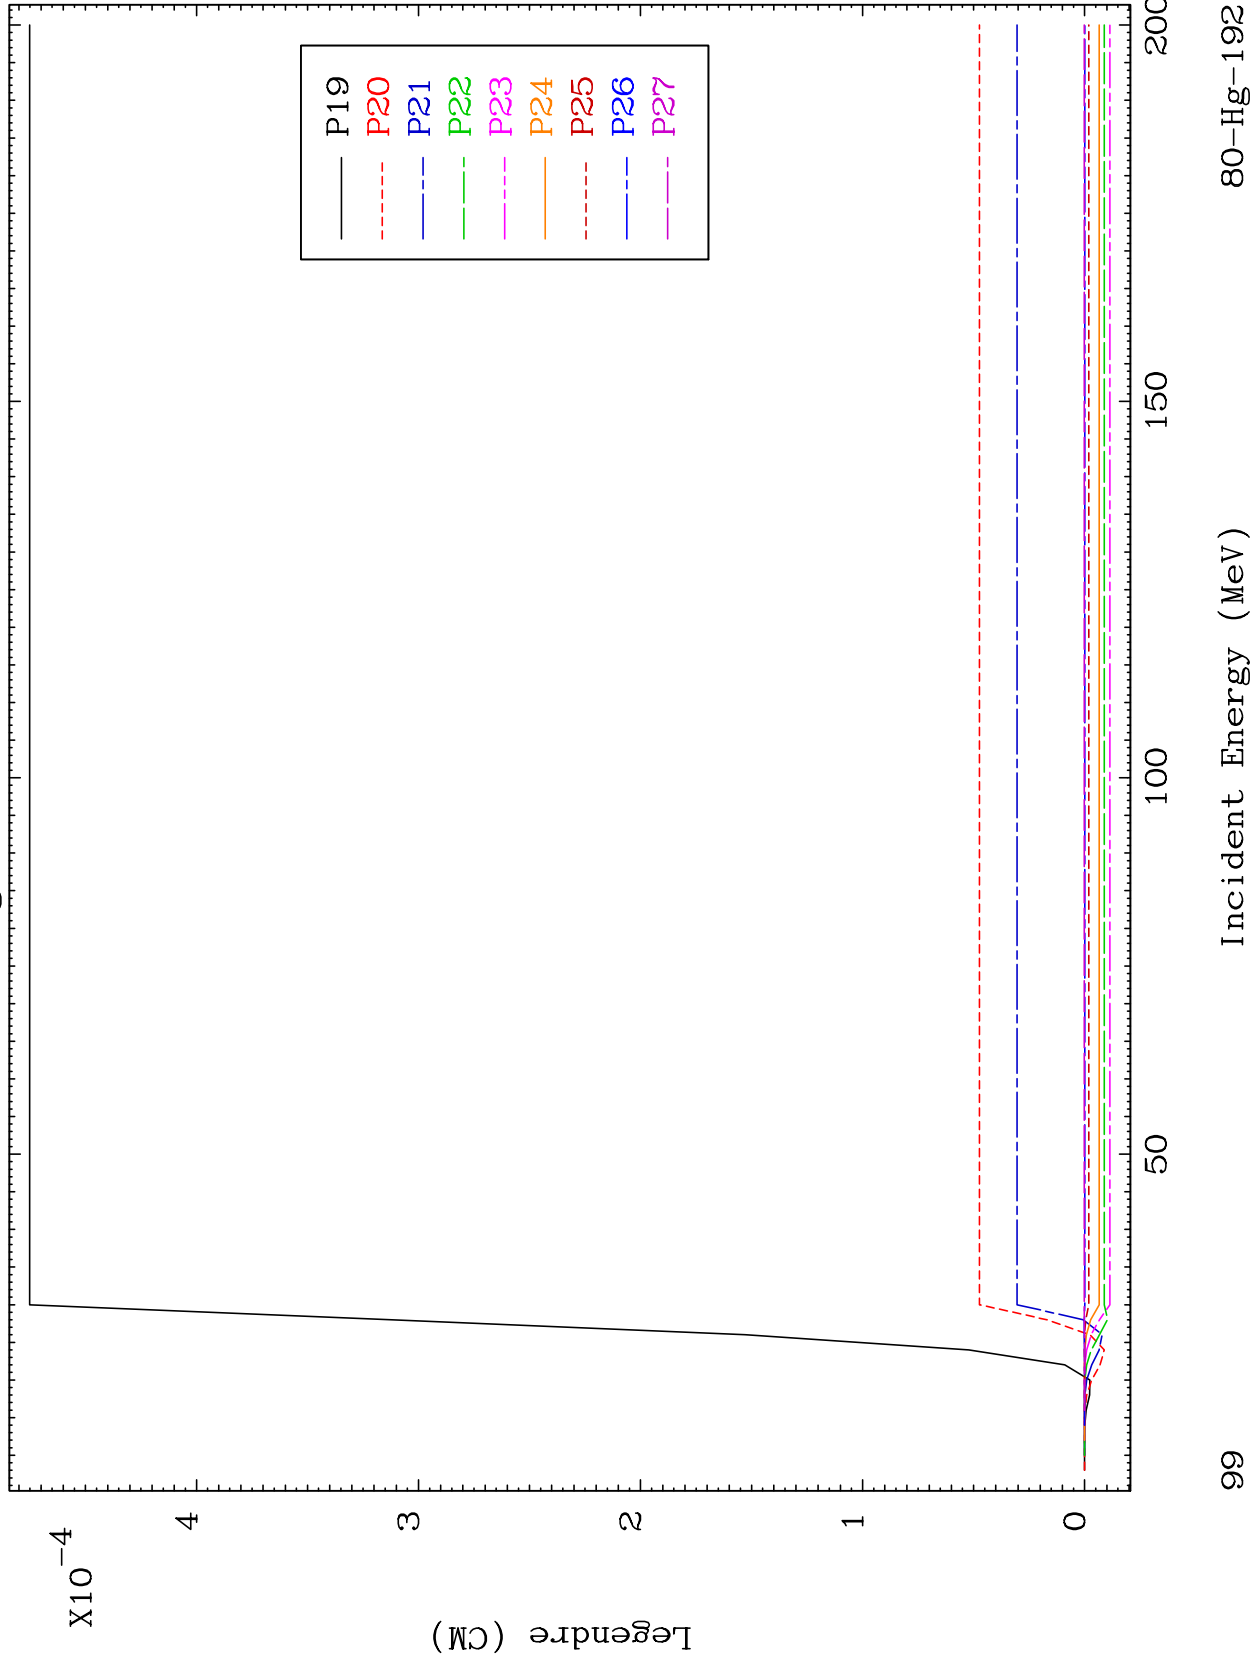 X10-4
4
3
2
1
0
Legendre (CM)
P19
P20
P21
P22
P23
P24
P25
P26
P27
50
100
150
200
Incident Energy (MeV)
99
80-Hg-192